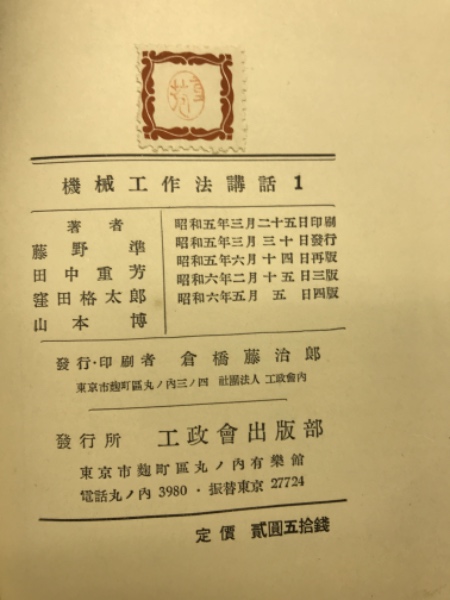 機械工作法講話 1
著者
藤野準
田中重芳
窪田格太郎
山本博
昭和五年三月二十五日印刷
昭和五年三月三十日發行
昭和五年六月十四日再版
昭和六年二月十五日三版
昭和六年五月五日四版
發行・印刷者 倉橋藤治郎
東京市麴町區丸ノ內三ノ四 社團法人 工政會內
發行所 工政會出版部
東京市麴町區丸ノ內有樂館
電話丸ノ內 3980 ・ 振替東京 27724
定價 貳圓五拾錢